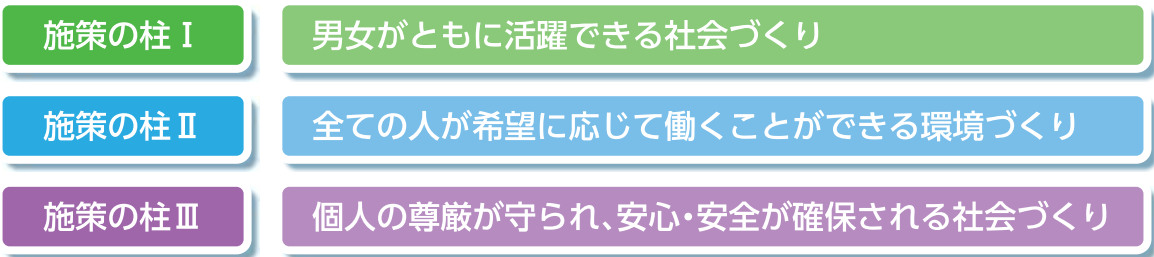 施策の柱Ⅰ 男女がともに活躍できる社会づくり
施策の柱Ⅱ 全ての人が希望に応じて働くことができる環境づくり
施策の柱Ⅲ 個人の尊厳が守られ、安心・安全が確保される社会づくり